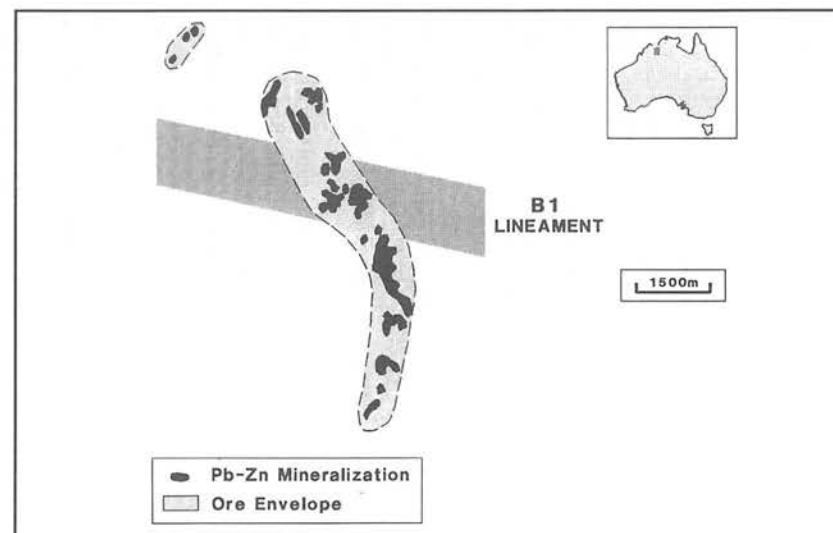 B1
LINEAMENT
1500m
Pb-Zn Mineralization
Ore Envelope